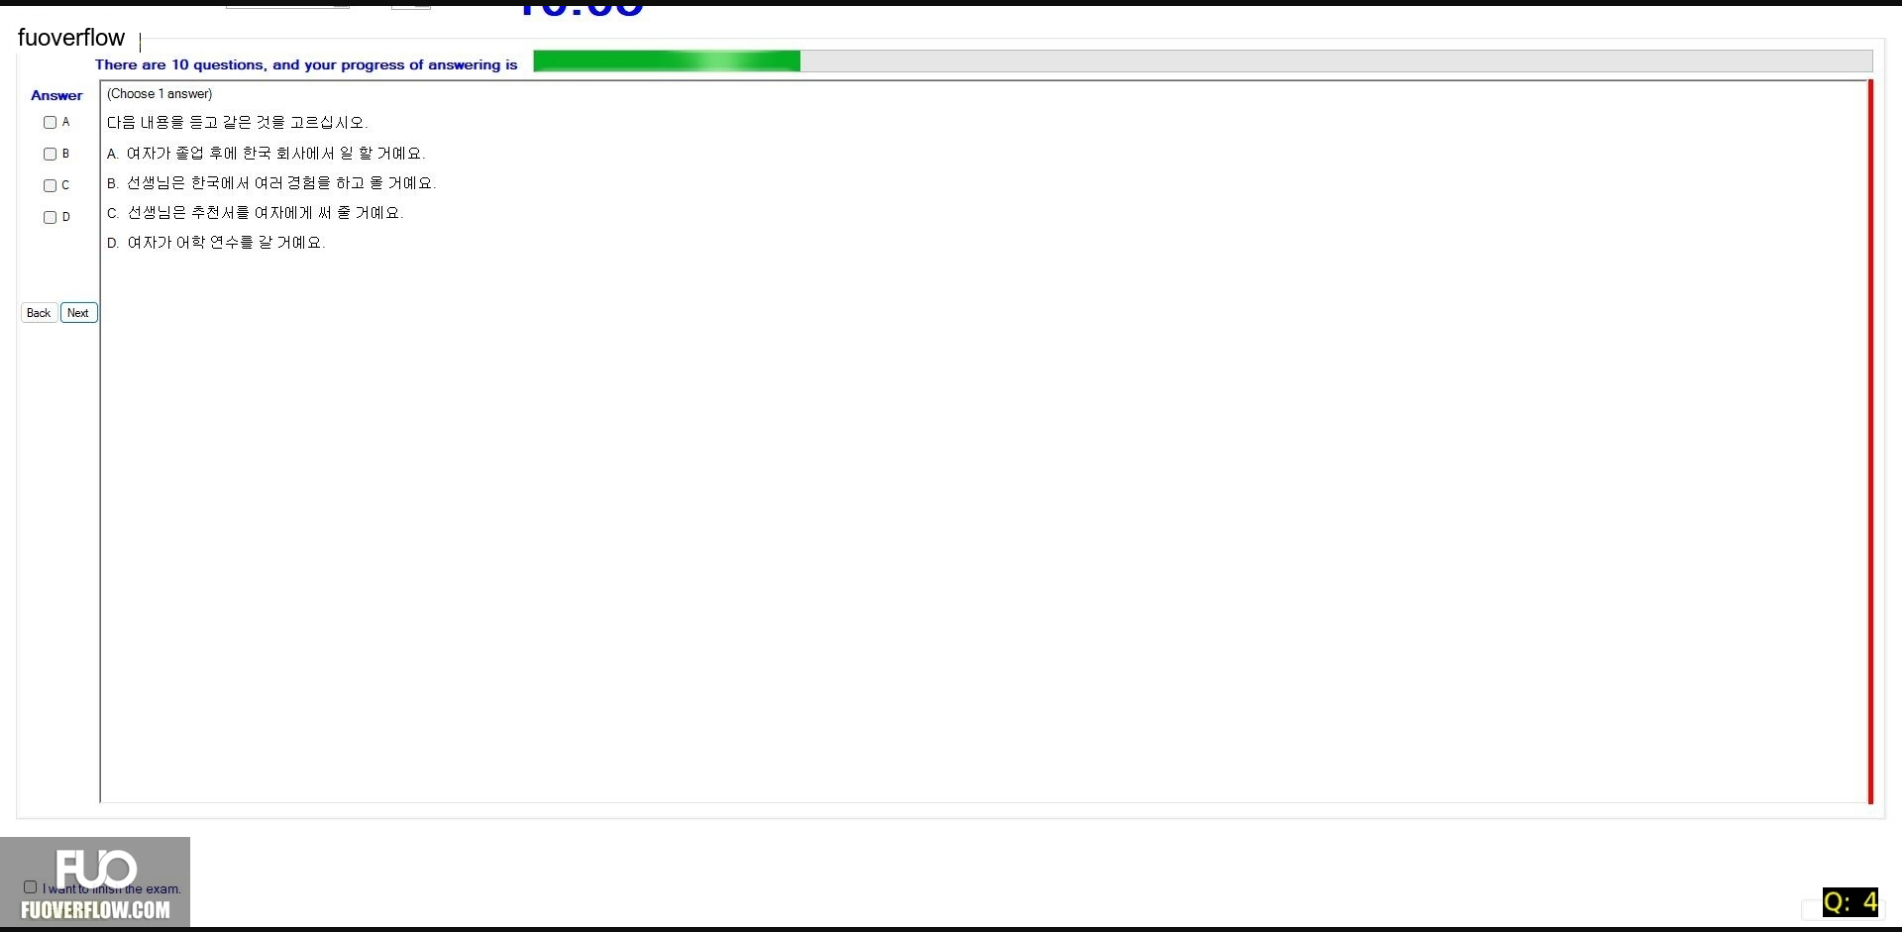 fuoverflow
There are 10 questions, and your progress of answering is
Answer
(Choose 1 answer)
A
다음 내용을 듣고 같은 것을 고르십시오.
B
A. 여자가 졸업 후에 한국 회사에서 일 할 거예요.
C
B. 선생님은 한국에서 여러 경험을 하고 올 거예요.
D
C. 선생님은 추천서를 여자에게 써 줄 거예요.
D. 여자가 어학 연수를 갈 거예요.
Back Next
FUO
I want to finish the exam.
FUOVERFLOW.COM
Q: 4